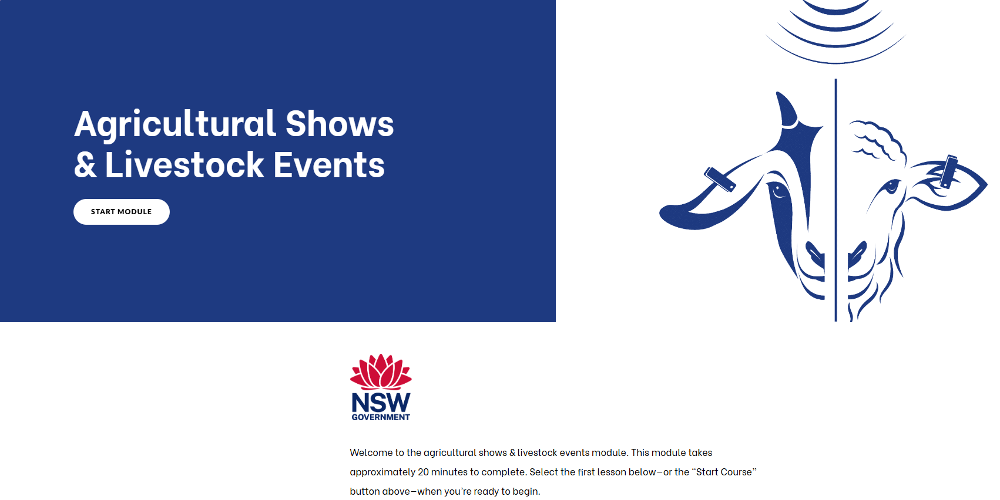 Agricultural Shows
& Livestock Events
START MODULE
NSW
GOVERNMENT
Welcome to the agricultural shows & livestock events module. This module takes
approximately 20 minutes to complete. Select the first lesson below—or the “Start Course”
button above—when you’re ready to begin.